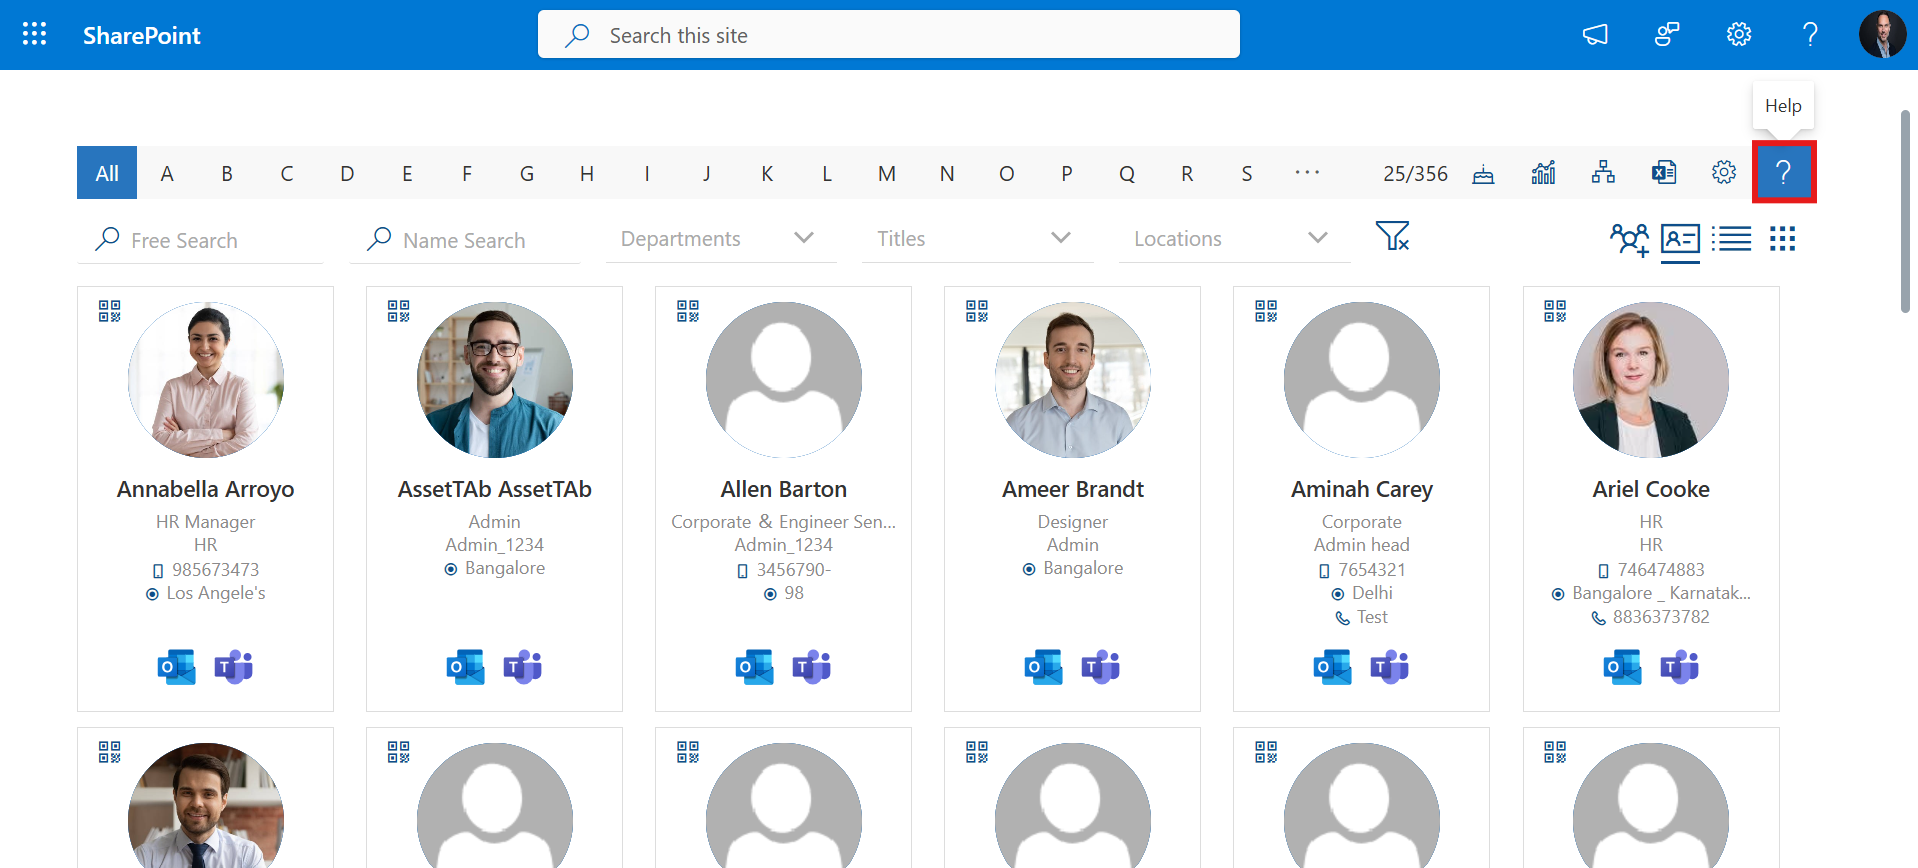 SharePoint
Search this site
Help
All A B C D E F G H I J K L M N O P Q R S ... 25/356
Free Search Name Search Departments Titles Locations
Annabella Arroyo
HR Manager
HR
985673473
Los Angele's
AssetTAb AssetTAb
Admin
Admin_1234
Bangalore
Allen Barton
Corporate & Engineer Sen...
Admin_1234
3456790-
98
Ameer Brandt
Designer
Admin
Bangalore
Aminah Carey
Corporate
Admin head
7654321
Delhi
Test
Ariel Cooke
HR
HR
746474883
Bangalore _ Karnatak...
8836373782